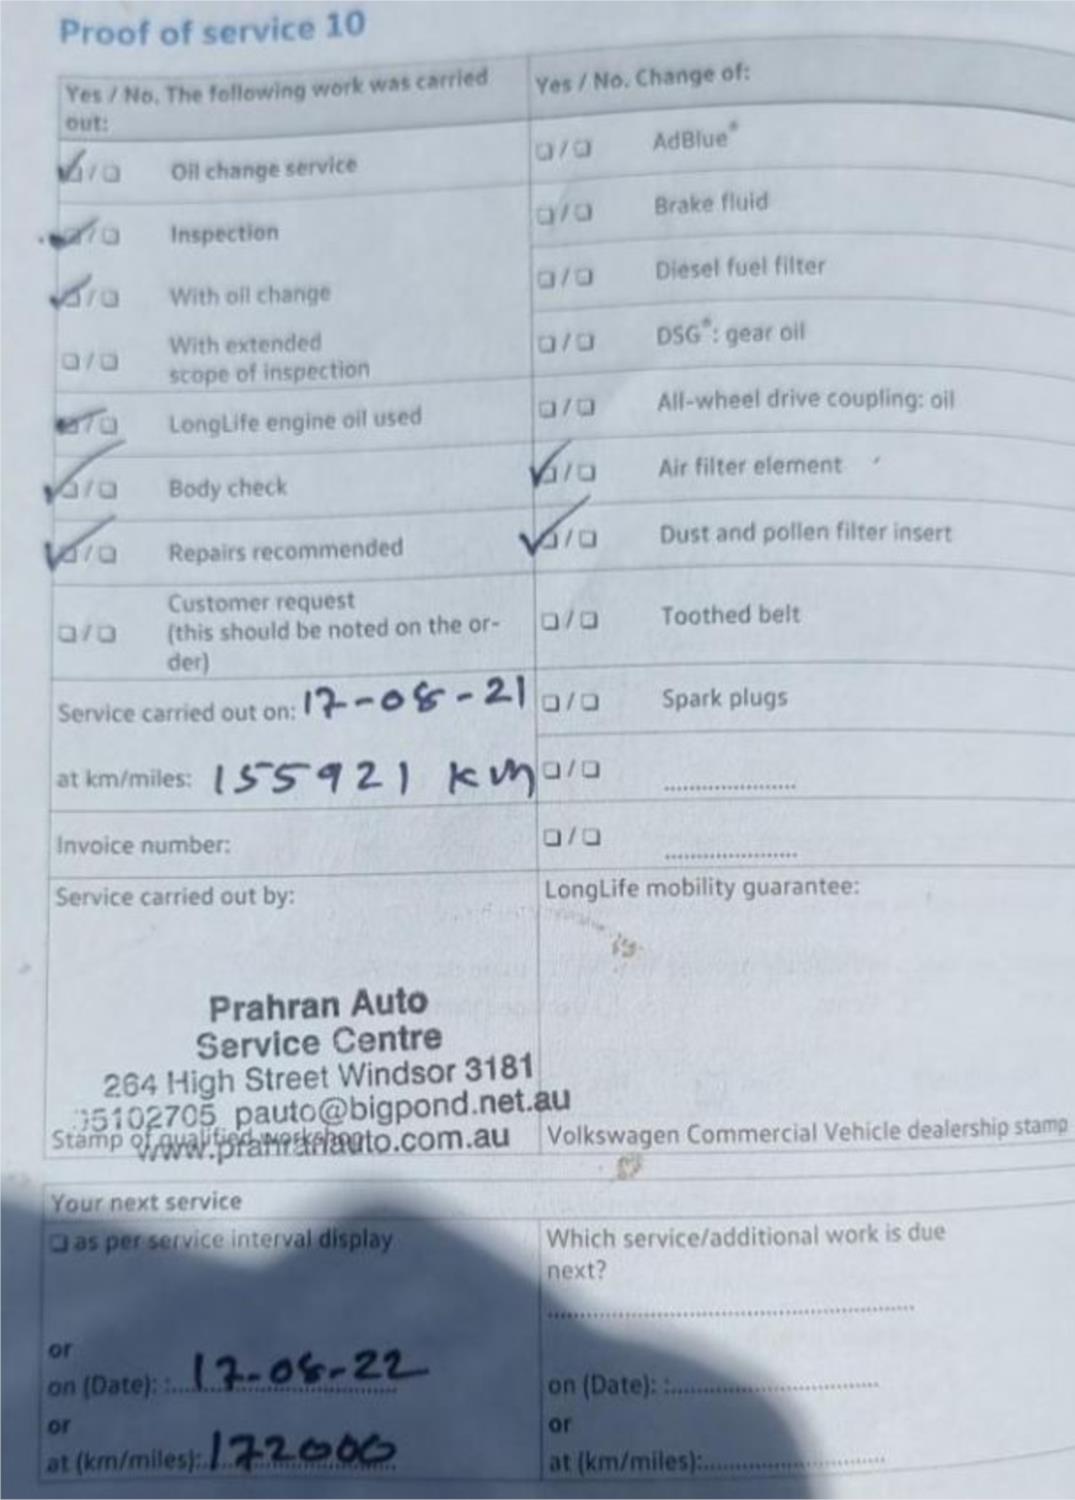 Proof of service 10
Yes / No. The following work was carried
out:
Yes / No. Change of:
Oil change service
AdBlue®
Inspection
Brake fluid
With oil change
Diesel fuel filter
With extended
scope of inspection
DSG®: gear oil
LongLife engine oil used
All-wheel drive coupling: oil
Body check
Air filter element
Repairs recommended
Dust and pollen filter insert
Customer request
(this should be noted on the or-
der)
Toothed belt
Service carried out on: 17-08-21
Spark plugs
at km/miles: 155921 km
Invoice number:
Service carried out by:
LongLife mobility guarantee:
Prahran Auto
Service Centre
264 High Street Windsor 3181
5102705 pauto@bigpond.net.au
www.prahranauto.com.au
Stamp of qualified workshop
Volkswagen Commercial Vehicle dealership stamp
Your next service
as per service interval display
Which service/additional work is due
next?
or
on (Date): 17-08-22
or
at (km/miles): 172000
on (Date):
or
at (km/miles):